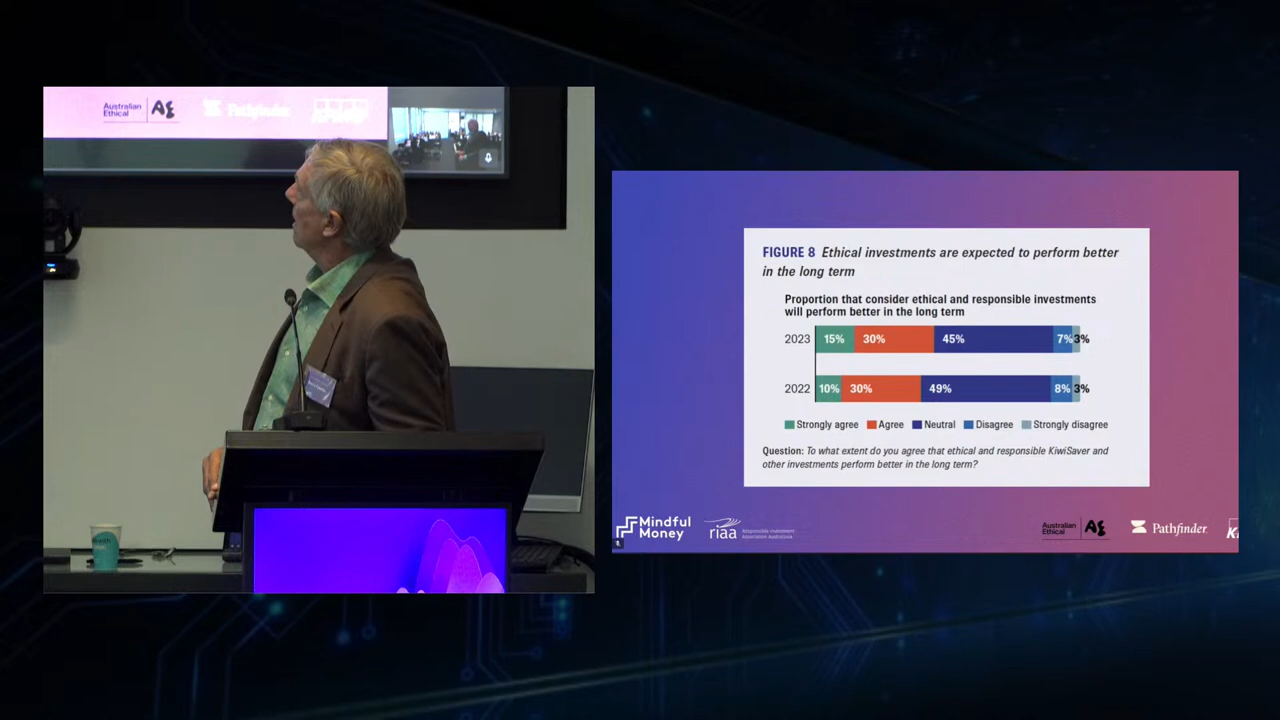 Australian
Ethical
Pathfinder
FIGURE 8 Ethical investments are expected to perform better
in the long term
Proportion that consider ethical and responsible investments
will perform better in the long term
2023 15% 30% 45% 7% 3%
2022 10% 30% 49% 8% 3%
Strongly agree Agree Neutral Disagree Strongly disagree
Question: To what extent do you agree that ethical and responsible KiwiSaver and
other investments perform better in the long term?
Mindful
Money
riaa
Responsible Investment
Association Australasia
Australian
Ethical
Pathfinder